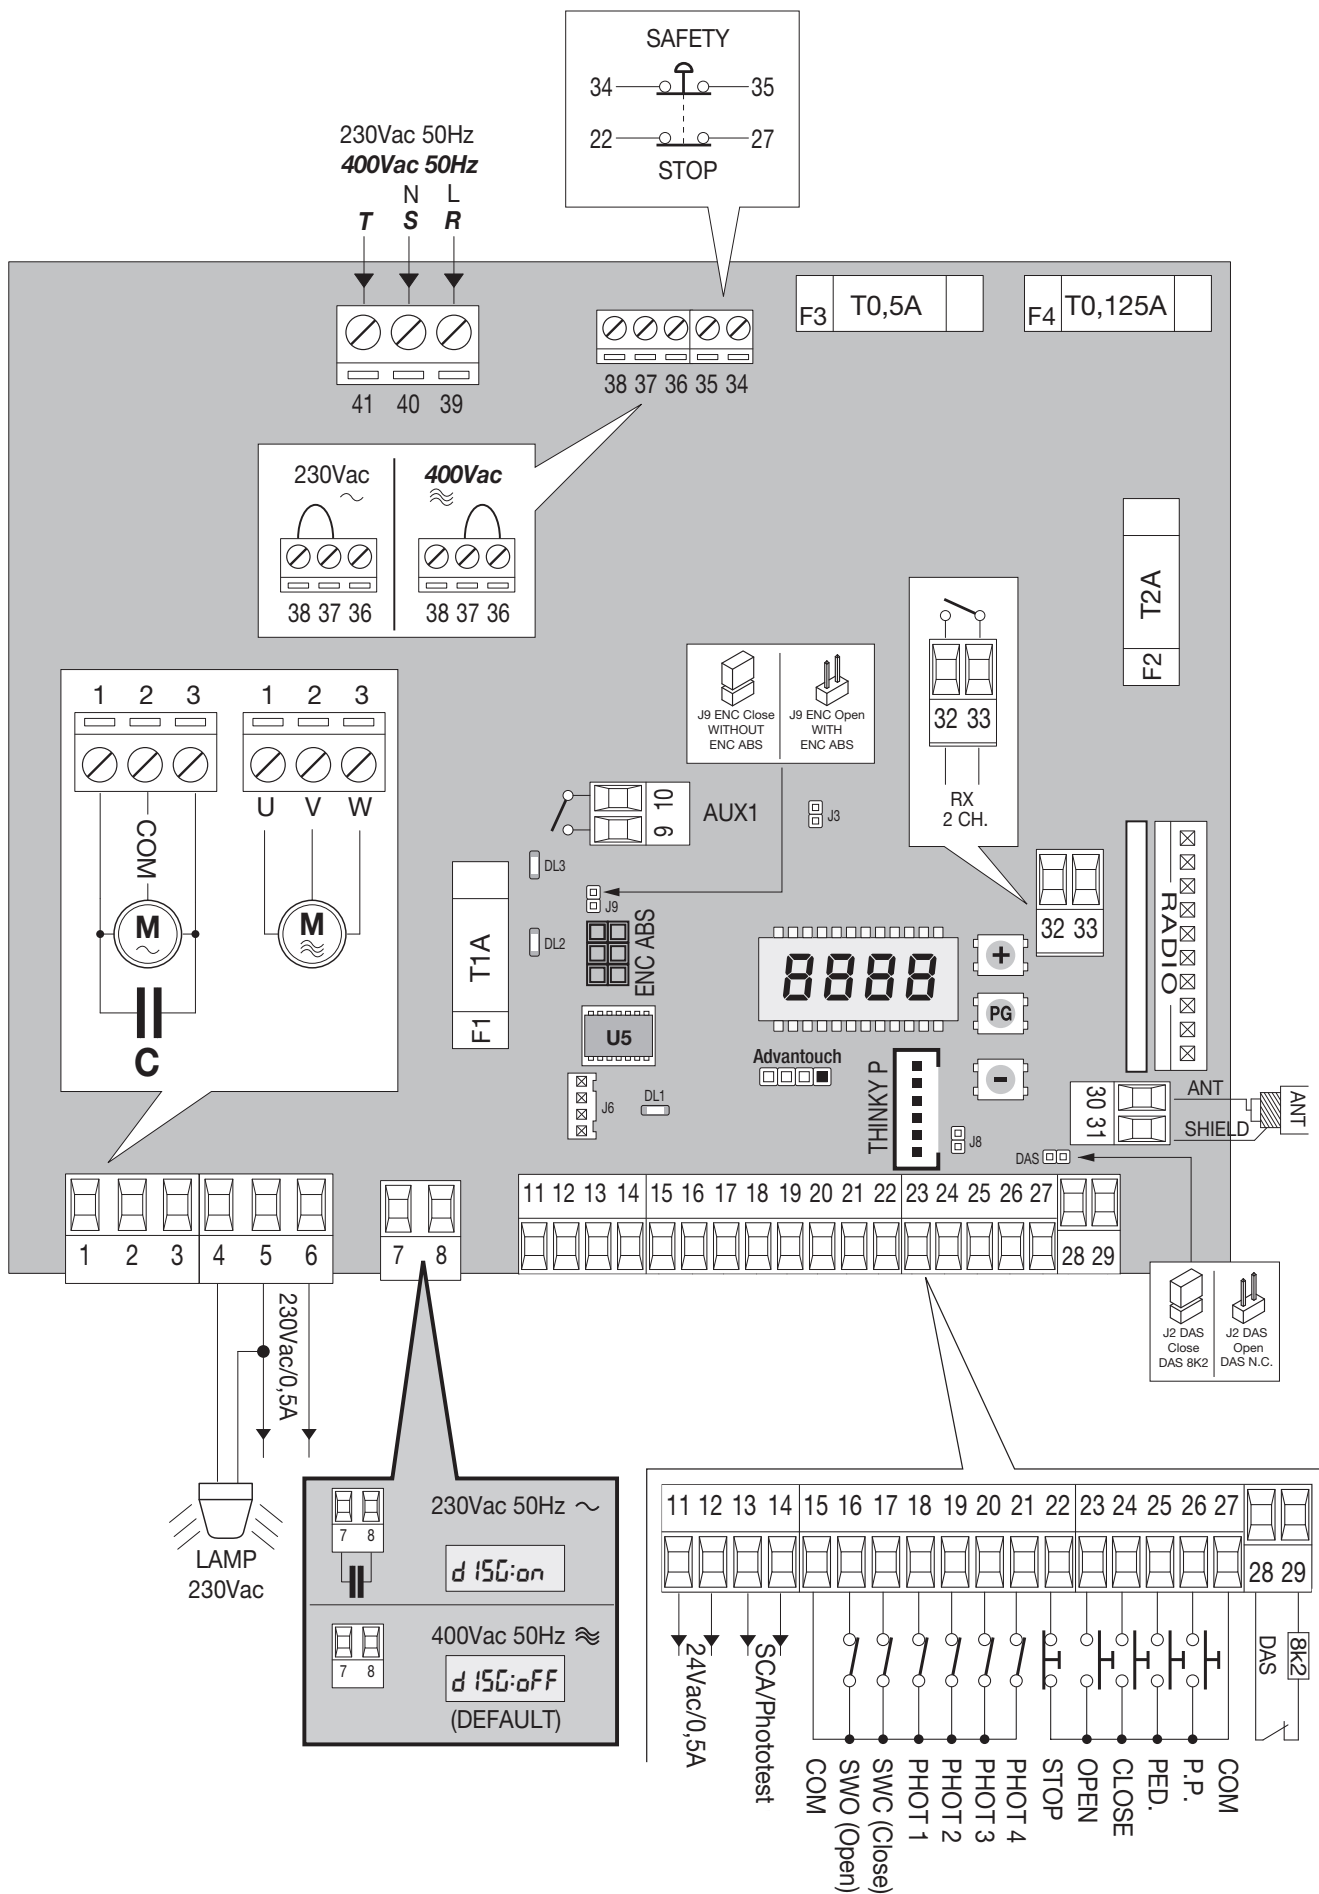 SAFETY
34 35
22 27
STOP
230Vac 50Hz
400Vac 50Hz
N L
T S R
41 40 39
38 37 36 35 34
F3 T0,5A
F4 T0,125A
230Vac
400Vac
38 37 36
38 37 36
F2 T2A
1 2 3
1 2 3
COM
U V W
M
M
C
J9 ENC Close
WITHOUT
ENC ABS
J9 ENC Open
WITH
ENC ABS
32 33
RX
2 CH.
9 10
AUX1
J3
DL3
J9
DL2
ENC ABS
F1 T1A
U5
J6
DL1
8888
+
PG
-
Advantouch
THINKY P
J8
32 33
RADIO
30 31
ANT
SHIELD
ANT
DAS
1 2 3 4 5 6
7 8
11 12 13 14 15 16 17 18 19 20 21 22 23 24 25 26 27
28 29
J2 DAS
Close
DAS 8K2
J2 DAS
Open
DAS N.C.
230Vac/0,5A
LAMP
230Vac
7 8
230Vac 50Hz
dISG:on
7 8
400Vac 50Hz
dISG:oFF
(DEFAULT)
11 12 13 14 15 16 17 18 19 20 21 22 23 24 25 26 27
28 29
24Vac/0,5A
SCA/Phototest
COM
SWO (Open)
SWC (Close)
PHOT 1
PHOT 2
PHOT 3
PHOT 4
STOP
OPEN
CLOSE
PED.
P.P.
COM
DAS
8k2